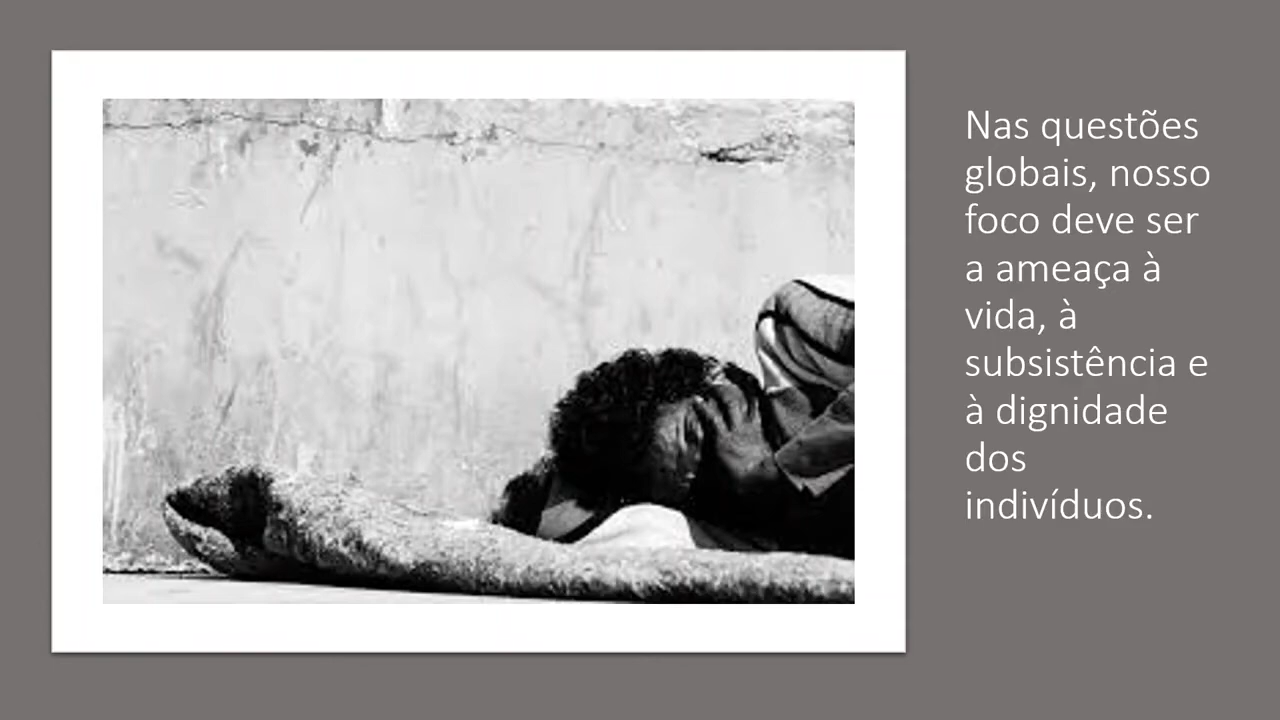 Nas questões
globais, nosso
foco deve ser
a ameaça à
vida, à
subsistência e
à dignidade
dos
indivíduos.